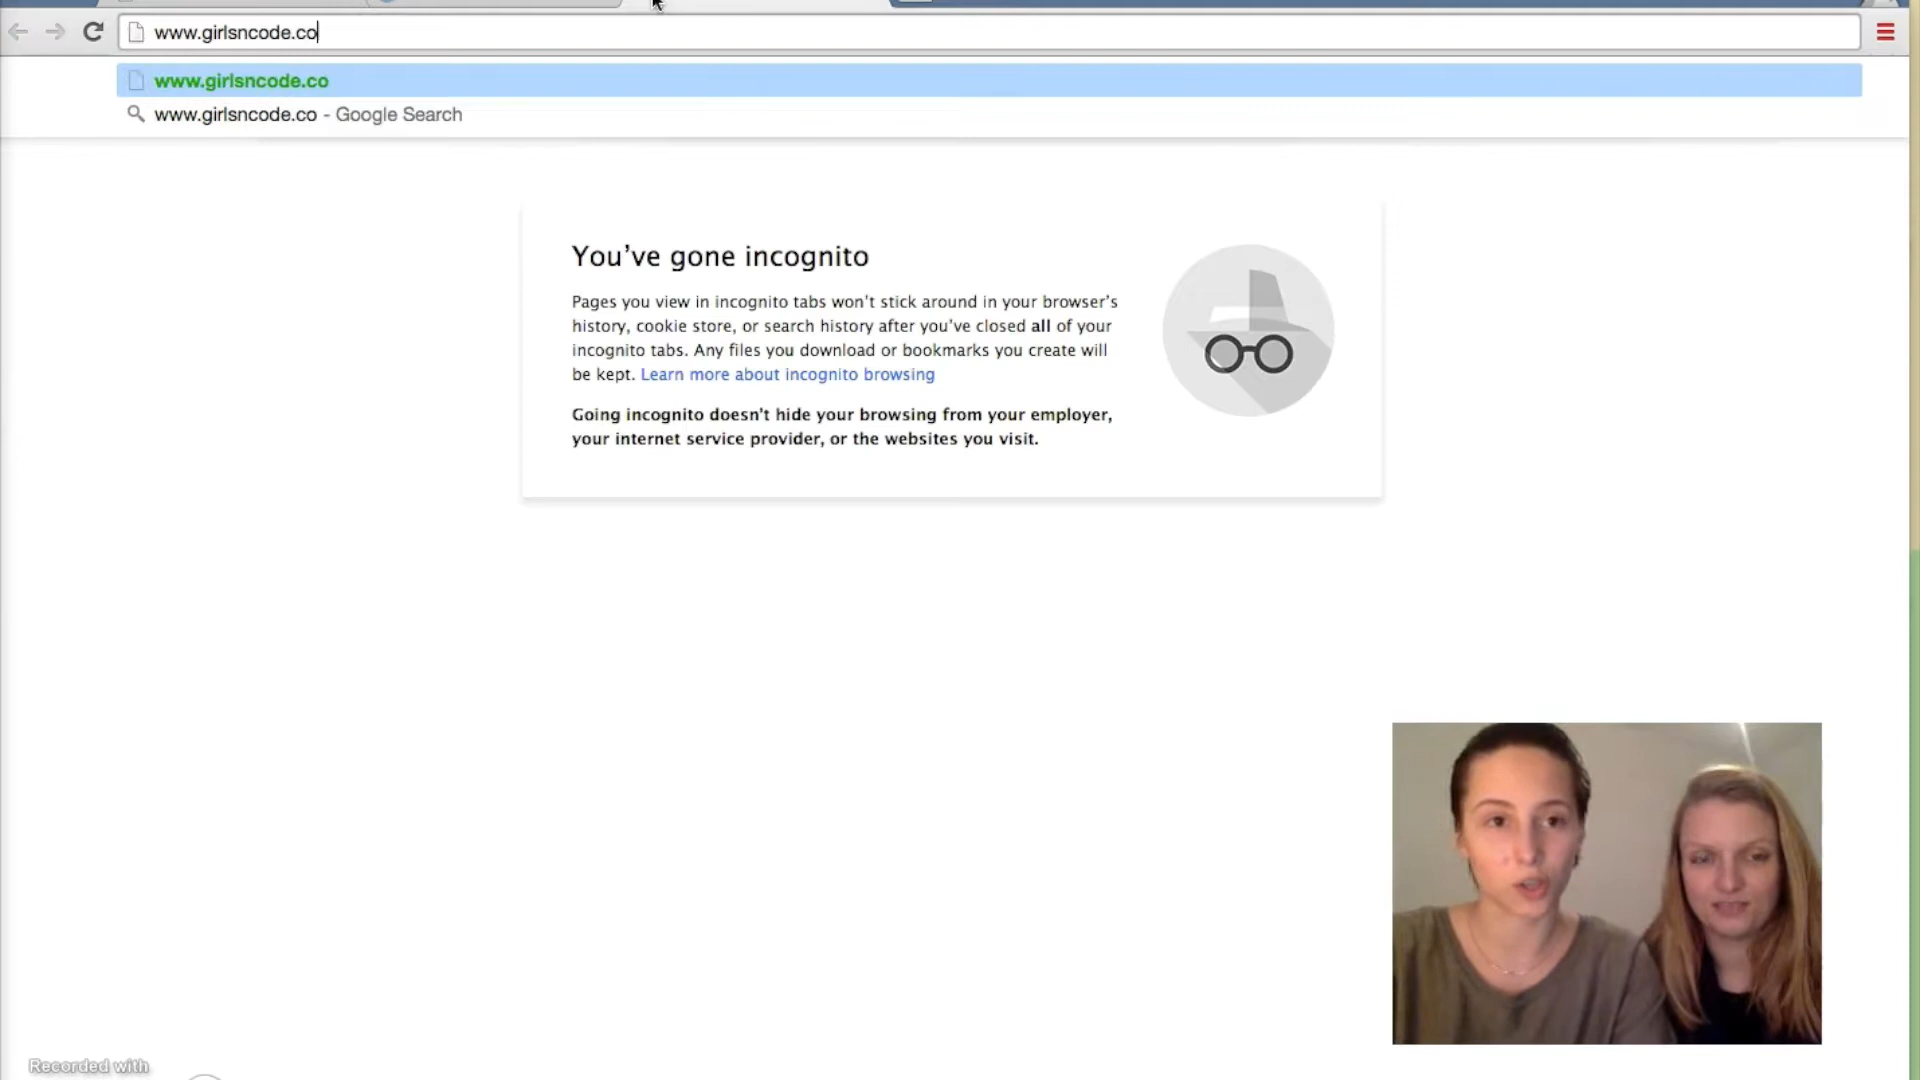 www.girlsncode.co
www.girlsncode.co
www.girlsncode.co - Google Search
You've gone incognito
Pages you view in incognito tabs won't stick around in your browser's
history, cookie store, or search history after you've closed all of your
incognito tabs. Any files you download or bookmarks you create will
be kept. Learn more about incognito browsing
Going incognito doesn't hide your browsing from your employer,
your internet service provider, or the websites you visit.
Recorded with